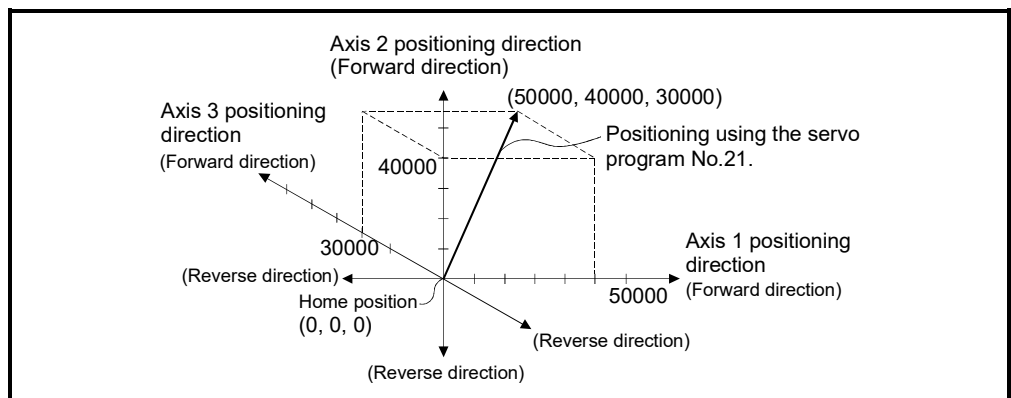 Axis 2 positioning direction
(Forward direction)
(50000, 40000, 30000)
Axis 3 positioning
direction
(Forward direction)
Positioning using the servo
program No.21.
40000
30000
Axis 1 positioning
direction
(Forward direction)
(Reverse direction)
50000
Home position
(0, 0, 0)
(Reverse direction)
(Reverse direction)